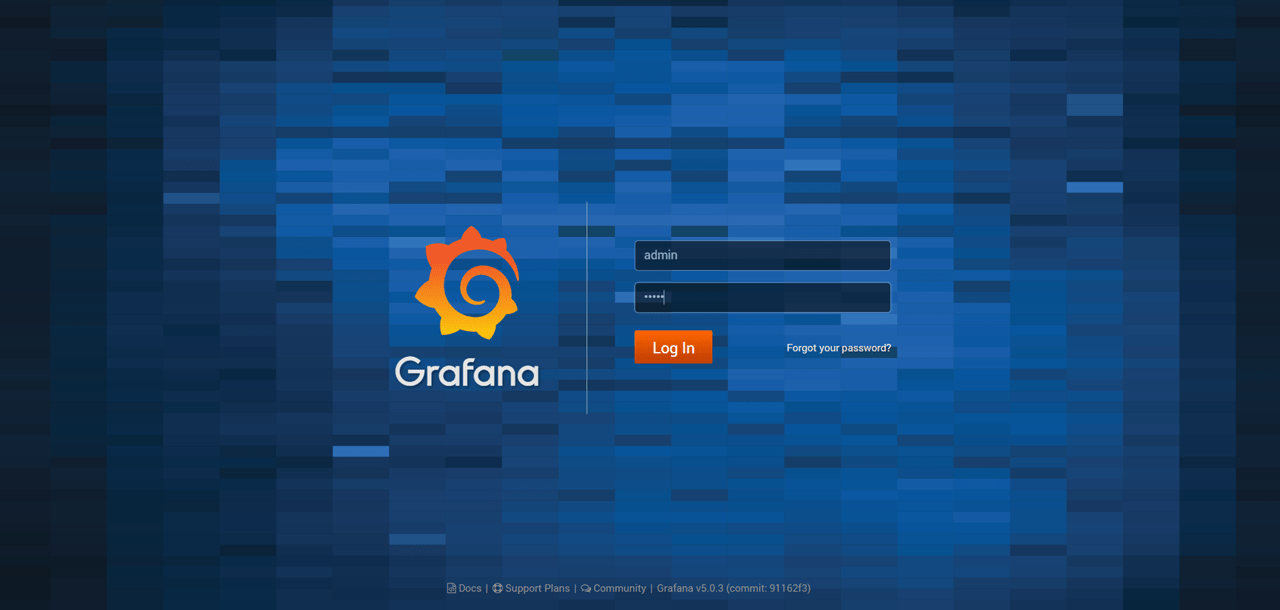 admin
•••••
Log In
Forgot your password?
Grafana
Docs | Support Plans | Community | Grafana v5.0.3 (commit: 91162f3)